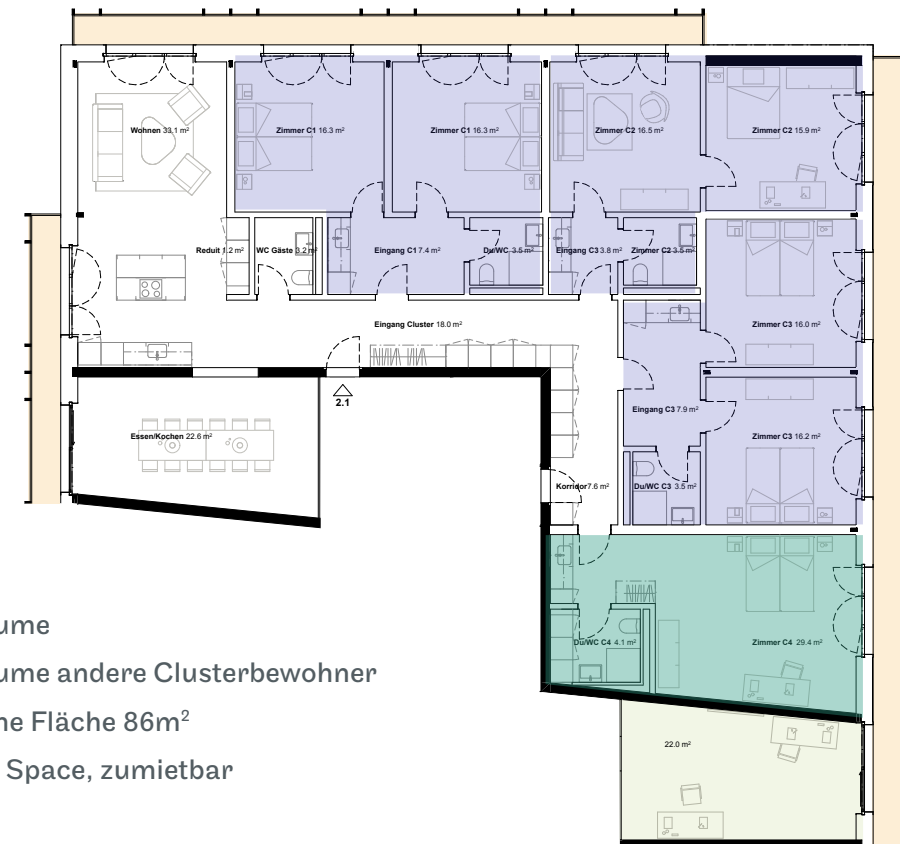 Wohnen 33.1 m²
Zimmer C1 16.3 m²
Zimmer C1 16.3 m²
Zimmer C2 16.5 m²
Zimmer C2 15.9 m²
Reduit 1.2 m²
WC Gäste 3.2 m²
Eingang C1 7.4 m²
Du/WC 3.5 m²
Eingang C3 3.8 m²
Zimmer C2 3.5 m²
Eingang Cluster 18.0 m²
Zimmer C3 16.0 m²
2.1
Eingang C3 7.9 m²
Essen/Kochen 22.6 m²
Zimmer C3 16.2 m²
Korridor 7.6 m²
Du/WC C3 3.5 m²
Du/WC C4 4.1 m²
Zimmer C4 29.4 m²
22.0 m²
ume
ume andere Clusterbewohner
ne Fläche 86m²
Space, zumietbar